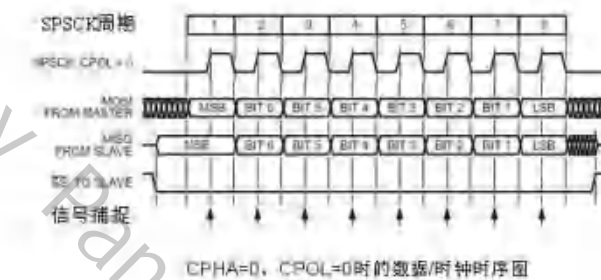 SPSCK周期 1 2 3 4 5 6 7 8
SPSCK CPOL=0
MOSI
FROM MASTER MSB BIT 6 BIT 5 BIT 4 BIT 3 BIT 2 BIT 1 LSB
MISO
FROM SLAVE MSB BIT 6 BIT 5 BIT 4 BIT 3 BIT 2 BIT 1 LSB
SS TO SLAVE
信号捕捉
CPHA=0，CPOL=0时的数据/时钟时序图